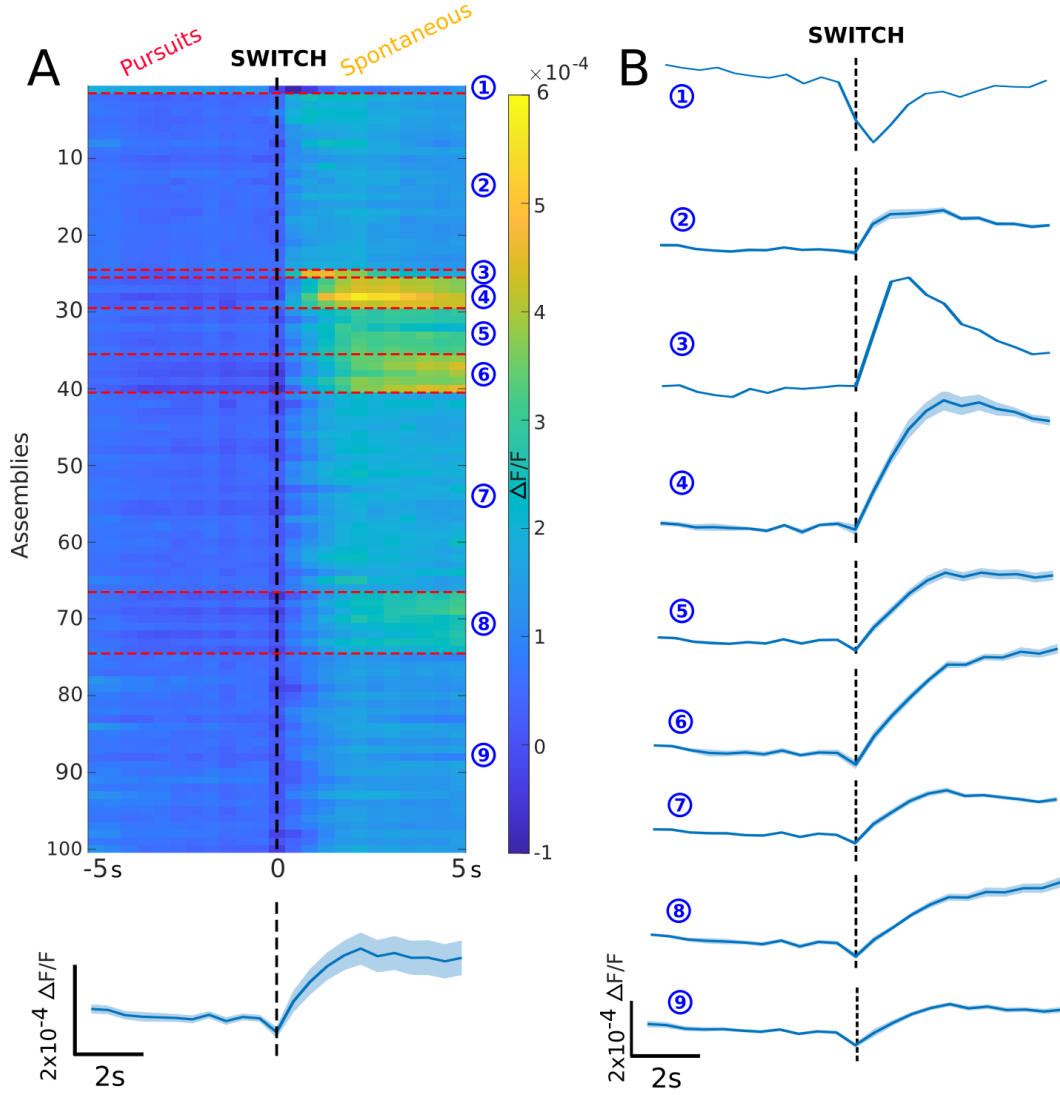 A
Pursuits
SWITCH
Spontaneous
×10⁻⁴
10
20
30
40
50
60
70
80
90
100
Assemblies
-5s
0
5s
①
②
③
④
⑤
⑥
⑦
⑧
⑨
6
5
4
3
2
1
0
-1
ΔF/F
2x10⁻⁴ ΔF/F
2s
B
SWITCH
①
②
③
④
⑤
⑥
⑦
⑧
⑨
2x10⁻⁴ ΔF/F
2s